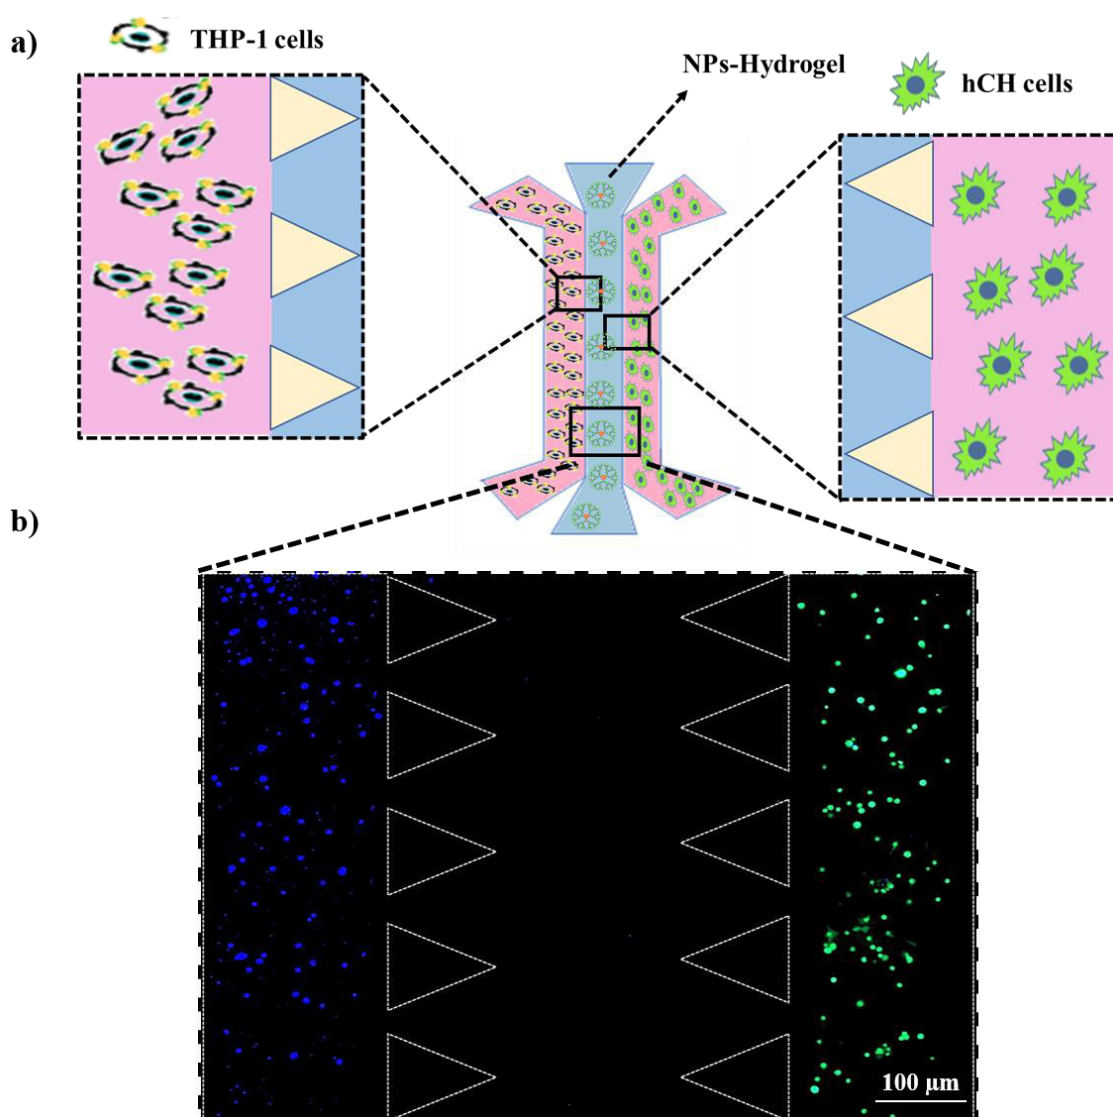 a)
THP-1 cells
NPs-Hydrogel
hCH cells
b)
100 μm